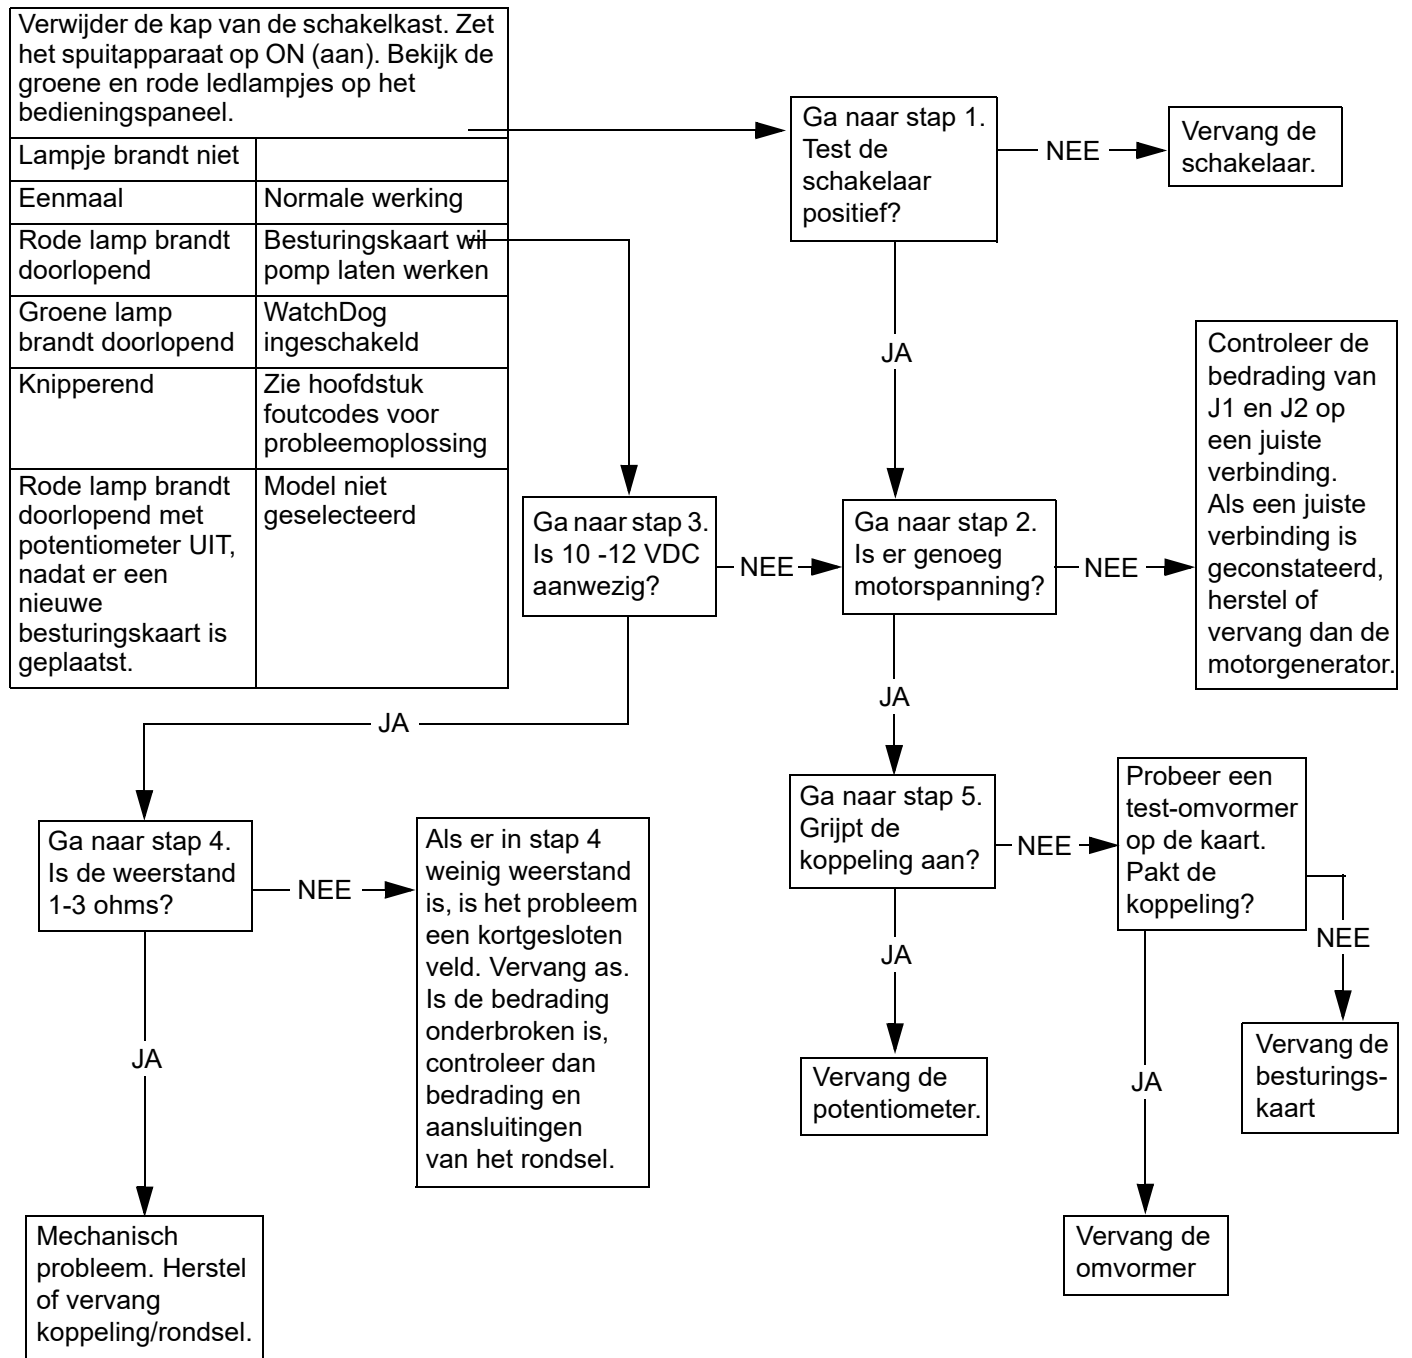 Verwijder de kap van de schakelkast. Zet
het spuitapparaat op ON (aan). Bekijk de
groene en rode ledlampjes op het
bedieningspaneel.
Lampje brandt niet
Eenmaal
Normale werking
Rode lamp brandt
doorlopend
Besturingskaart wil
pomp laten werken
Groene lamp
brandt doorlopend
WatchDog
ingeschakeld
Knipperend
Zie hoofdstuk
foutcodes voor
probleemoplossing
Rode lamp brandt
doorlopend met
potentiometer UIT,
nadat er een
nieuwe
besturingskaart is
geplaatst.
Model niet
geselecteerd
Ga naar stap 1.
Test de
schakelaar
positief?
NEE
Vervang de
schakelaar.
JA
Ga naar stap 3.
Is 10 -12 VDC
aanwezig?
NEE
Ga naar stap 2.
Is er genoeg
motorspanning?
NEE
Controleer de
bedrading van
J1 en J2 op
een juiste
verbinding.
Als een juiste
verbinding is
geconstateerd,
herstel of
vervang dan de
motorgenerator.
JA
JA
Ga naar stap 4.
Is de weerstand
1-3 ohms?
NEE
Als er in stap 4
weinig weerstand
is, is het probleem
een kortgesloten
veld. Vervang as.
Is de bedrading
onderbroken is,
controleer dan
bedrading en
aansluitingen
van het rondsel.
Ga naar stap 5.
Grijpt de
koppeling aan?
NEE
Probeer een
test-omvormer
op de kaart.
Pakt de
koppeling?
NEE
JA
Vervang de
potentiometer.
Vervang de
besturings-
kaart
JA
JA
Mechanisch
probleem. Herstel
of vervang
koppeling/rondsel.
Vervang de
omvormer